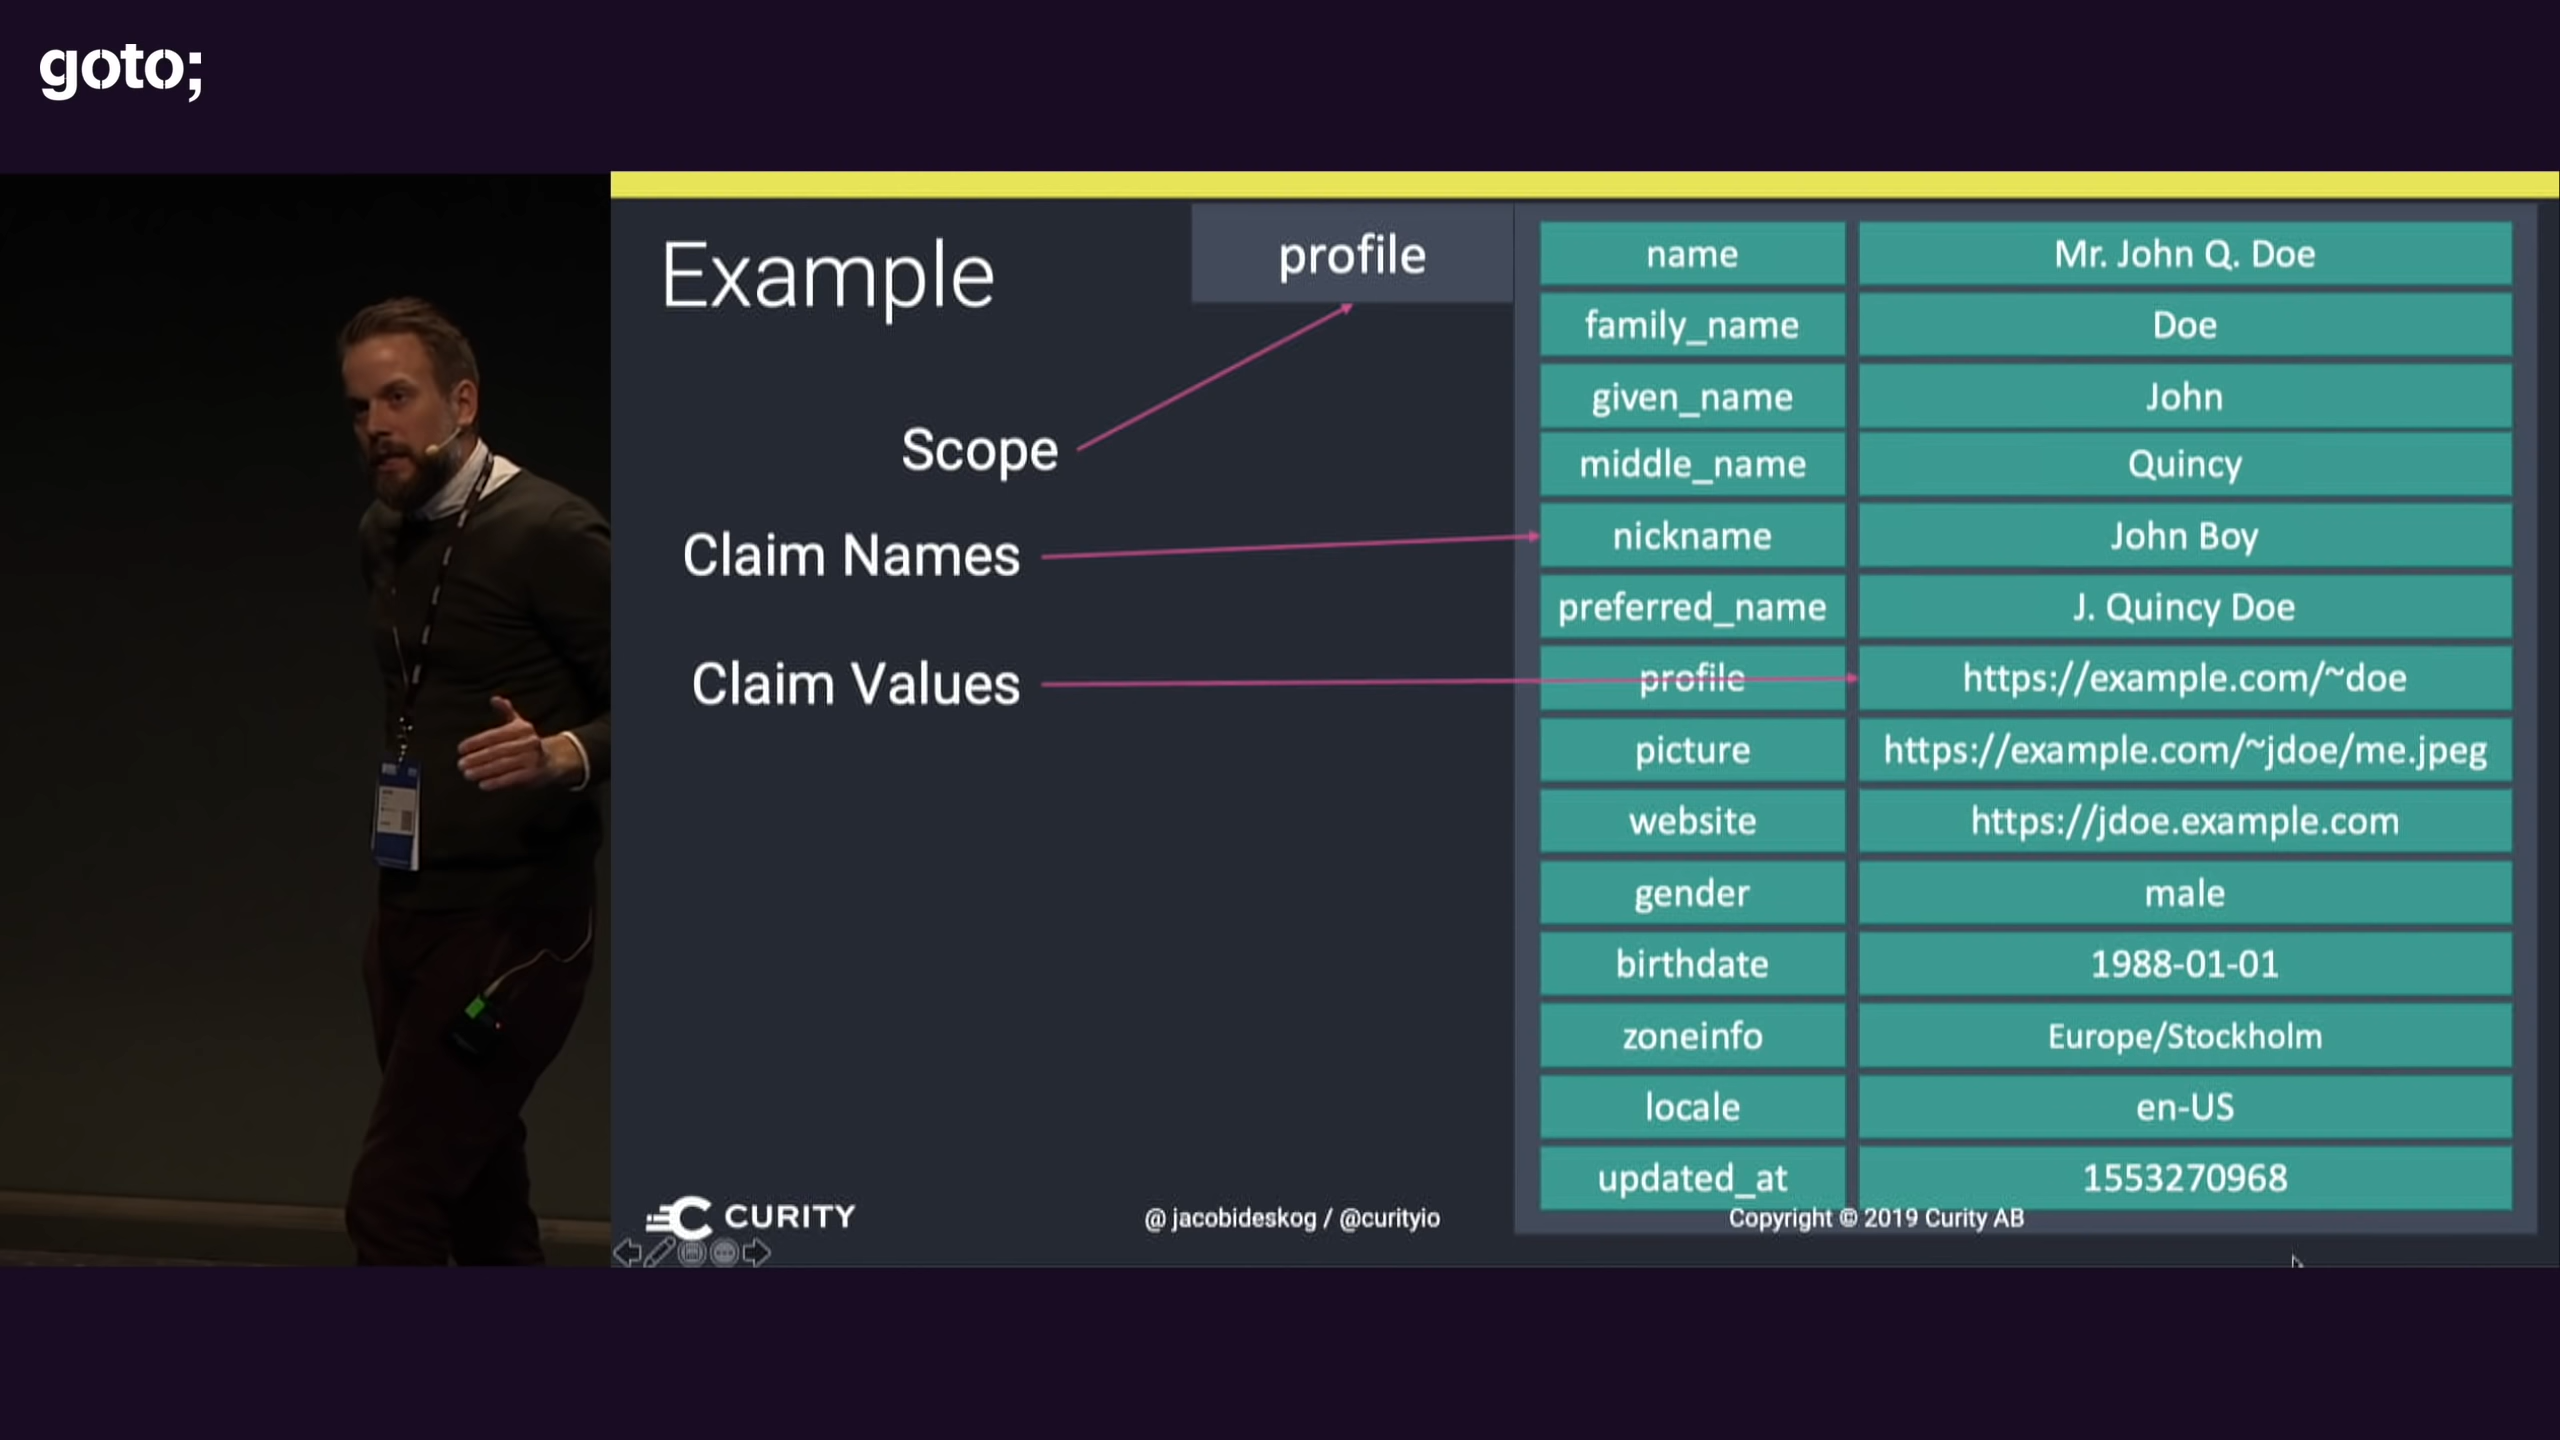 goto;
Example
profile
Scope
Claim Names
Claim Values
name Mr. John Q. Doe
family_name Doe
given_name John
middle_name Quincy
nickname John Boy
preferred_name J. Quincy Doe
profile https://example.com/~doe
picture https://example.com/~jdoe/me.jpeg
website https://jdoe.example.com
gender male
birthdate 1988-01-01
zoneinfo Europe/Stockholm
locale en-US
updated_at 1553270968
CURITY
@ jacobideskog / @curityio
Copyright © 2019 Curity AB